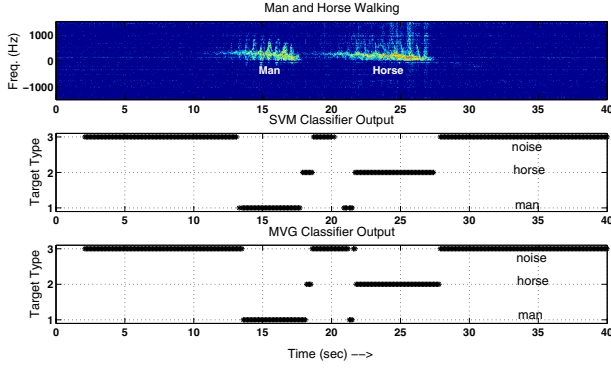 Man and Horse Walking
Freq. (Hz)
1000
0
−1000
Man
Horse
0 5 10 15 20 25 30 35 40
SVM Classifier Output
Target Type
3
2
1
noise
horse
man
0 5 10 15 20 25 30 35 40
MVG Classifier Output
Target Type
3
2
1
noise
horse
man
0 5 10 15 20 25 30 35 40
Time (sec) −−>